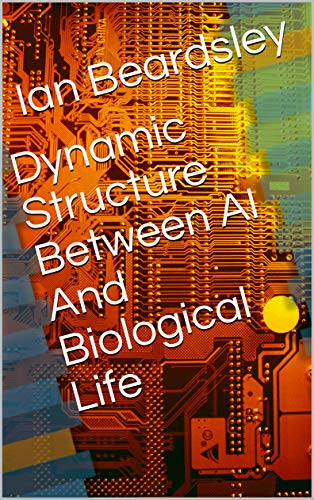 Ian Beardsley
Dynamic
Structure
Between AI
And
Biological
Life